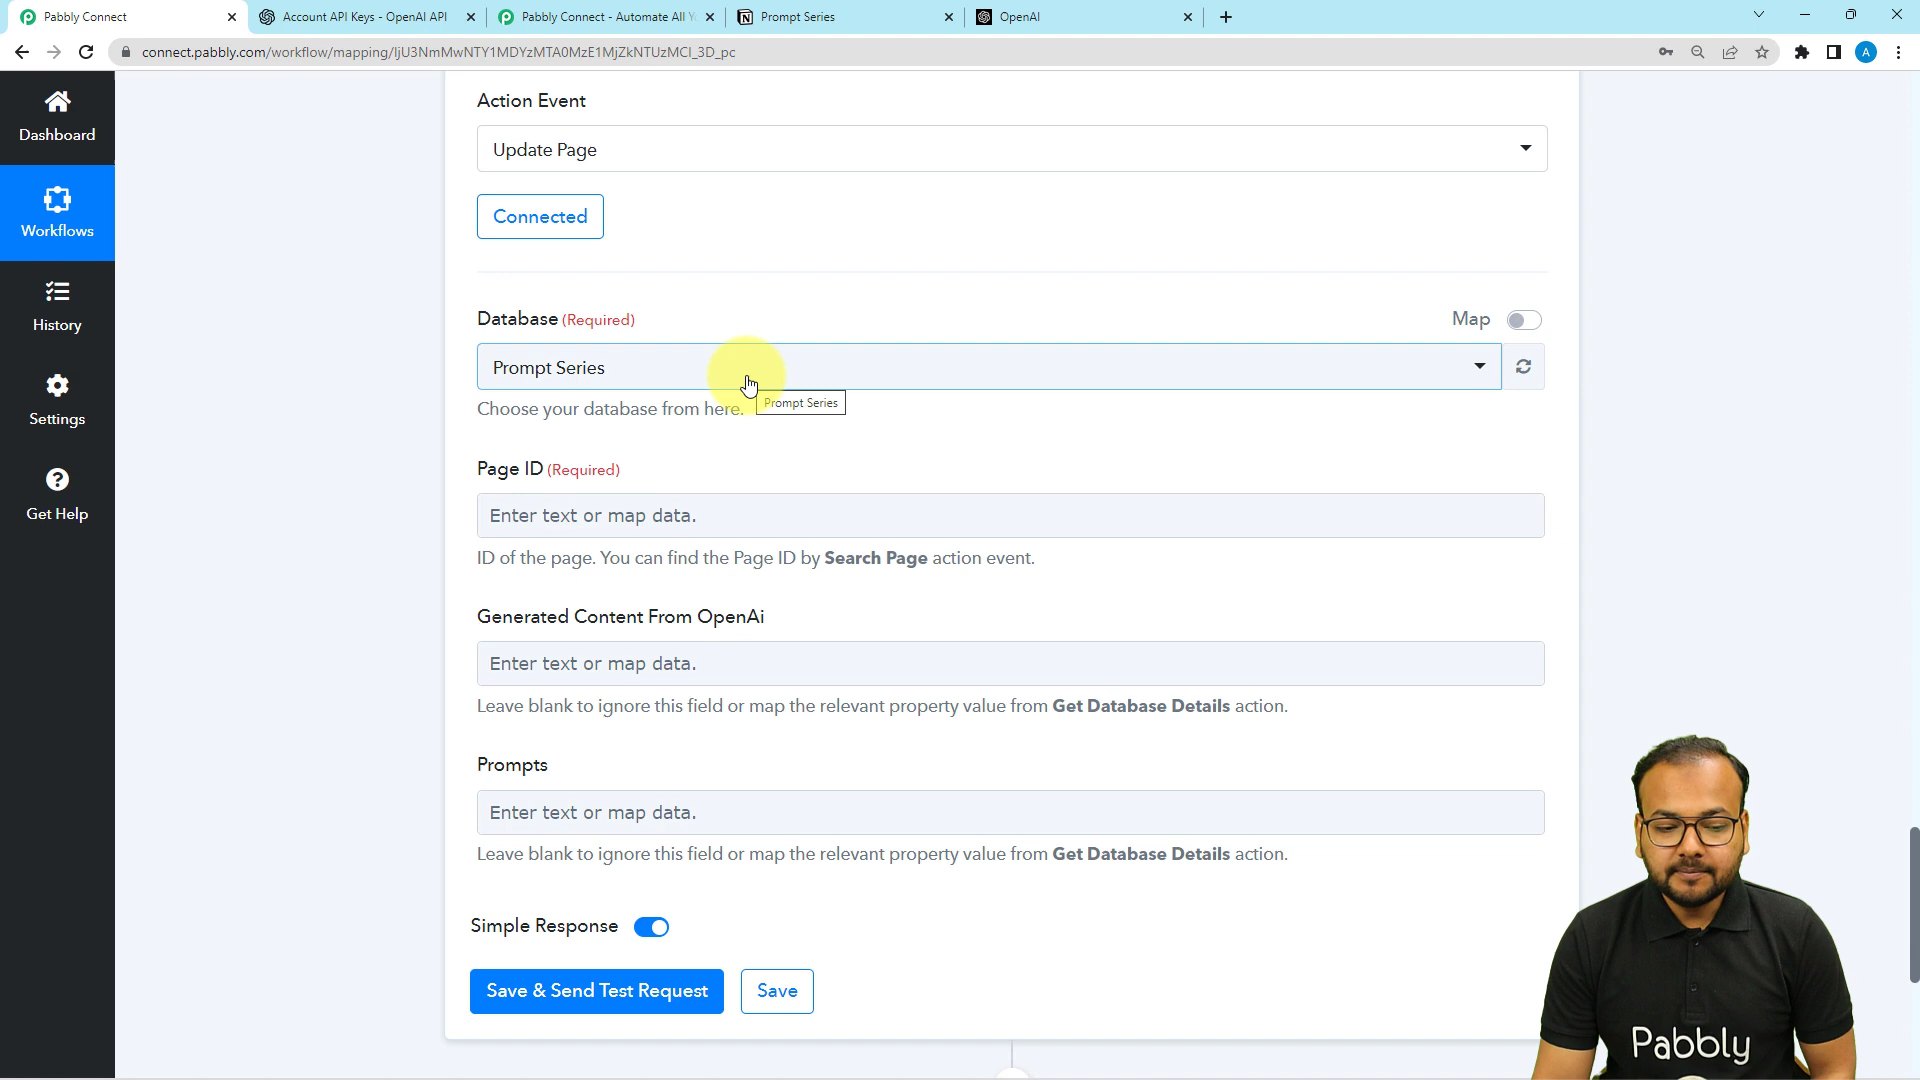 Pabbly Connect
Account API Keys - OpenAI API
Pabbly Connect - Automate All Y
Prompt Series
OpenAI
connect.pabbly.com/workflow/mapping/IjU3NmMwNTY1MDYzMTA0MzE1MjZkNTUzMCI_3D_pc
A
Dashboard
Workflows
History
Settings
Get Help
Action Event
Update Page
Connected
Database (Required)
Map
Prompt Series
Choose your database from here.
Prompt Series
Page ID (Required)
Enter text or map data.
ID of the page. You can find the Page ID by Search Page action event.
Generated Content From OpenAi
Enter text or map data.
Leave blank to ignore this field or map the relevant property value from Get Database Details action.
Prompts
Enter text or map data.
Leave blank to ignore this field or map the relevant property value from Get Database Details action.
Simple Response
Save & Send Test Request
Save
Pabbly